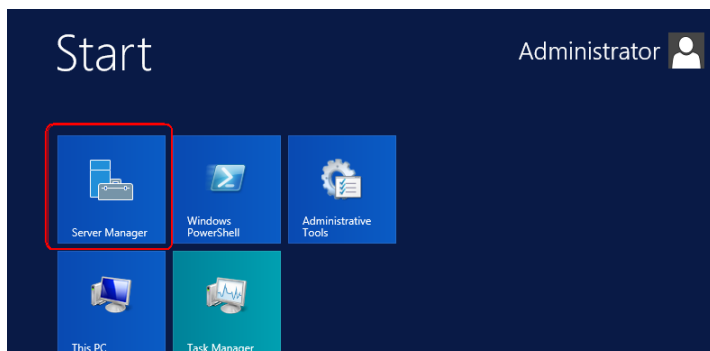 Start
Administrator
Server Manager
Windows
PowerShell
Administrative
Tools
This PC
Task Manager